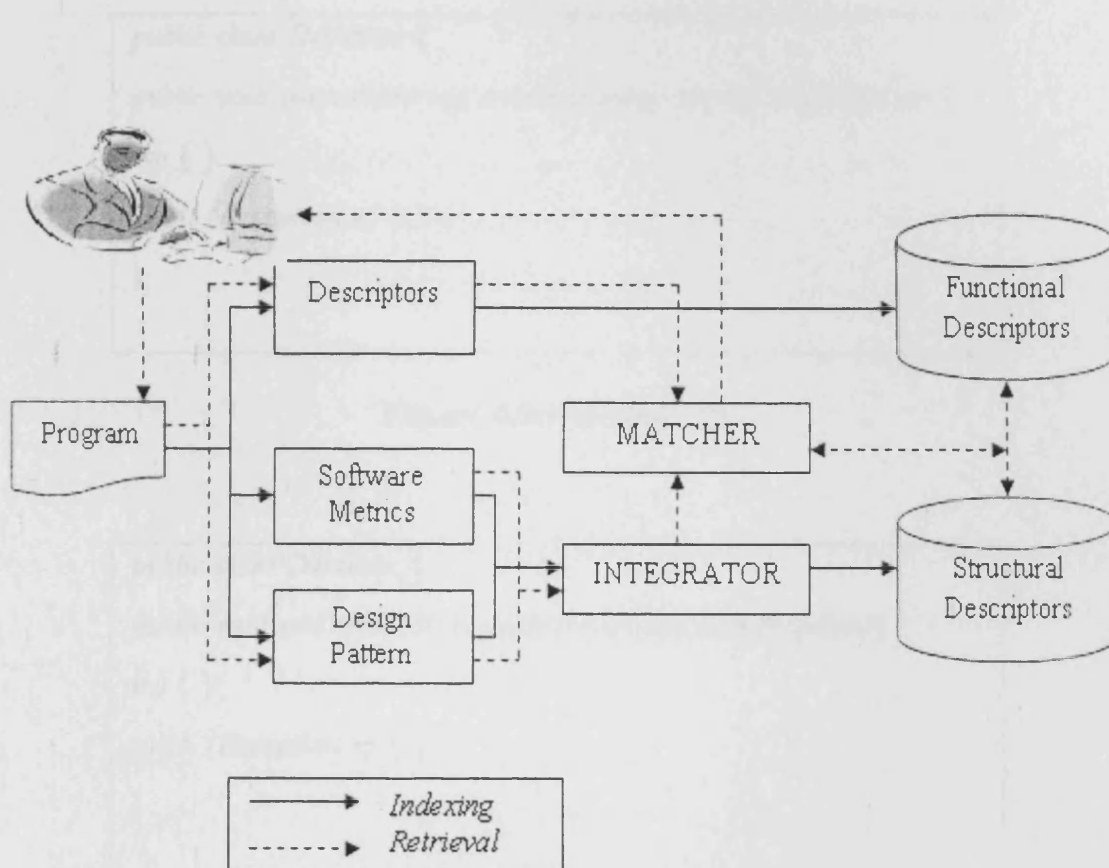 Descriptors
Functional
Descriptors
Program
MATCHER
Software
Metrics
INTEGRATOR
Structural
Descriptors
Design
Pattern
Indexing
Retrieval